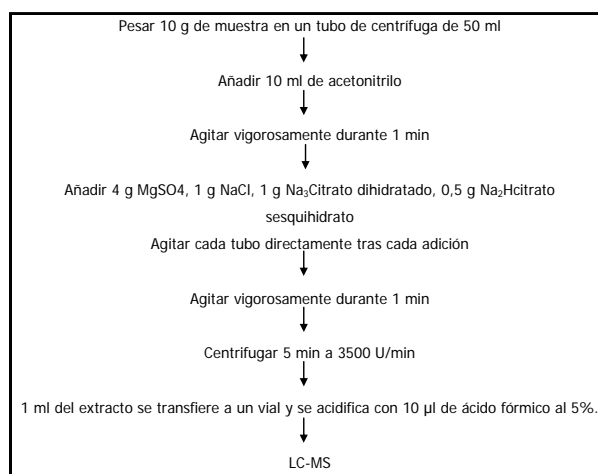 Pesar 10 g de muestra en un tubo de centrífuga de 50 ml
Añadir 10 ml de acetonitrilo
Agitar vigorosamente durante 1 min
Añadir 4 g MgSO4, 1 g NaCl, 1 g Na₃Citrato dihidratado, 0,5 g Na₂Hcitrato
sesquihidrato
Agitar cada tubo directamente tras cada adición
Agitar vigorosamente durante 1 min
Centrifugar 5 min a 3500 U/min
1 ml del extracto se transfiere a un vial y se acidifica con 10 µl de ácido fórmico al 5%.
LC-MS